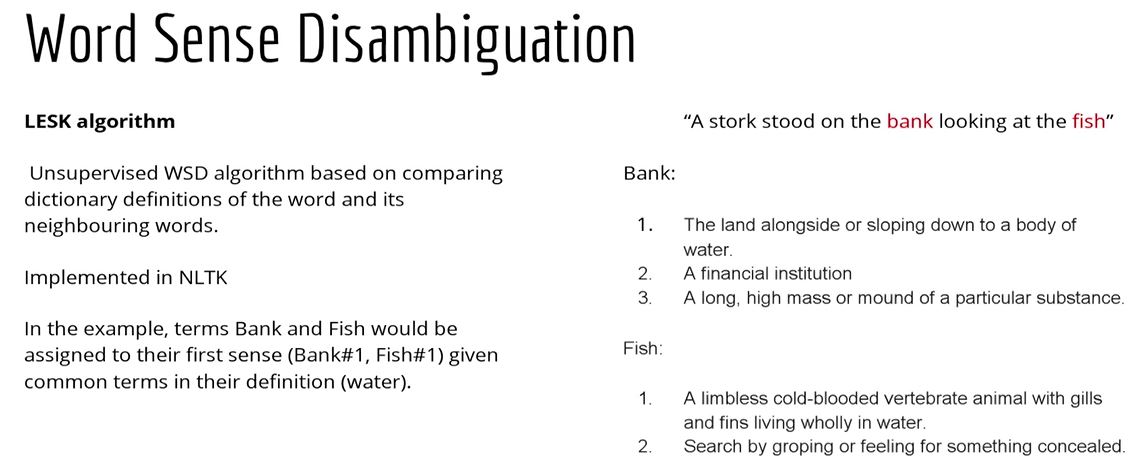 Word Sense Disambiguation
LESK algorithm
Unsupervised WSD algorithm based on comparing
dictionary definitions of the word and its
neighbouring words.
Implemented in NLTK
In the example, terms Bank and Fish would be
assigned to their first sense (Bank#1, Fish#1) given
common terms in their definition (water).
“A stork stood on the bank looking at the fish”
Bank:
1. The land alongside or sloping down to a body of
water.
2. A financial institution
3. A long, high mass or mound of a particular substance.
Fish:
1. A limbless cold-blooded vertebrate animal with gills
and fins living wholly in water.
2. Search by groping or feeling for something concealed.